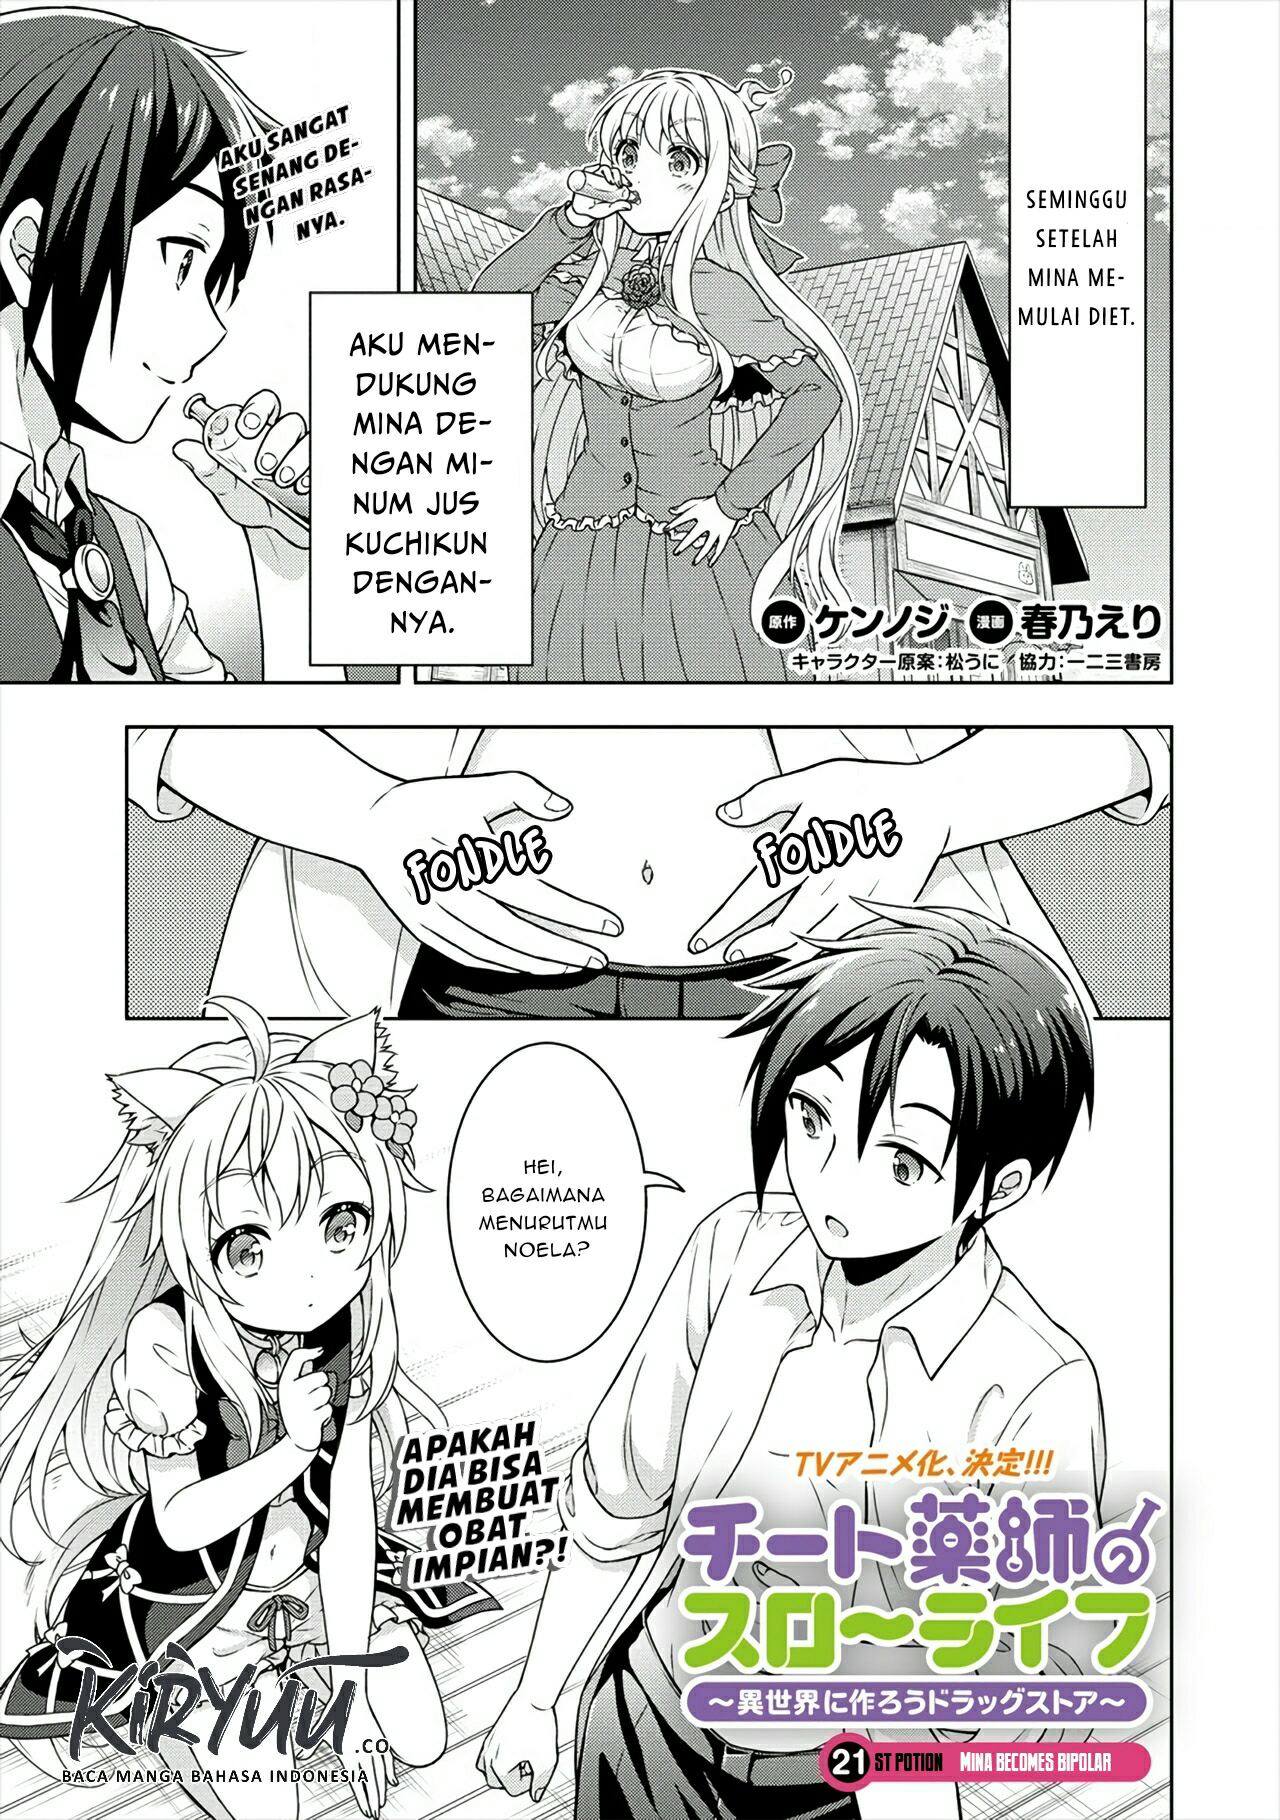 SEMINGGU
SETELAH
MINA ME-
MULAI DIET.
AKU MEN-
DUKUNG
MINA DE-
NGAN MI-
NUM JUS
KUCHIKUN
DENGAN-
NYA.
AKU SANGAT
SENANG DE-
NGAN RASA-
NYA.
原作 ケンノジ 漫画 春乃えり
キャラクター原案:松うに／協力:一二三書房
FONDLE
FONDLE
HEI,
BAGAIMANA
MENURUTMU
NOELA?
APAKAH
DIA BISA
MEMBUAT
OBAT
IMPIAN?!
TVアニメ化、決定!!!
チート薬師の
スローライフ
～異世界に作ろうドラッグストア～
21 ST POTION MINA BECOMES BIPOLAR
KIRYUU.CO
BACA MANGA BAHASA INDONESIA